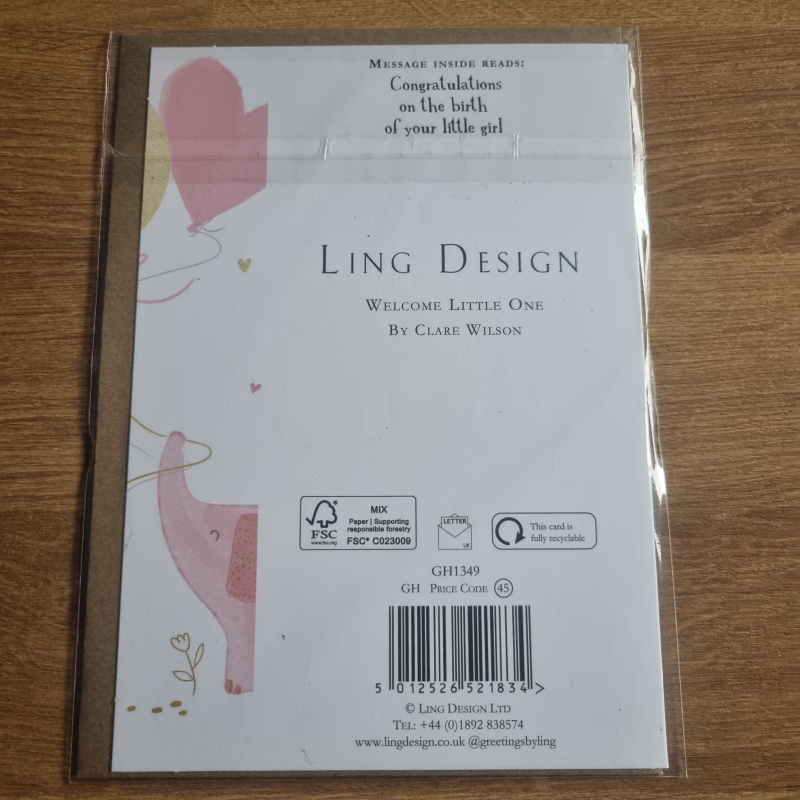 MESSAGE INSIDE READS:
Congratulations
on the birth
of your little girl
LING DESIGN
WELCOME LITTLE ONE
BY CLARE WILSON
FSC
www.fsc.org
MIX
Paper | Supporting
responsible forestry
FSC® C023009
LETTER
UK
This card is
fully recyclable
GH1349
GH PRICE CODE 45
5 012526 521834 >
© LING DESIGN LTD
TEL: +44 (0)1892 838574
www.lingdesign.co.uk @greetingsbyling